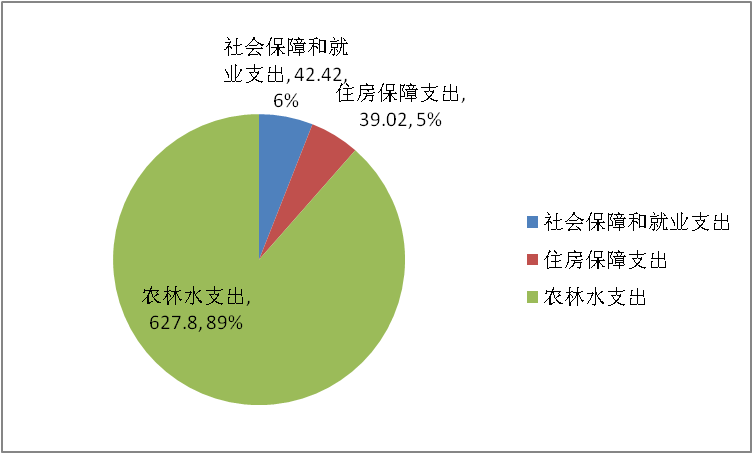 社会保障和就
业支出, 42.42,
6%
住房保障支出,
39.02, 5%
农林水支出,
627.8, 89%
社会保障和就业支出
住房保障支出
农林水支出